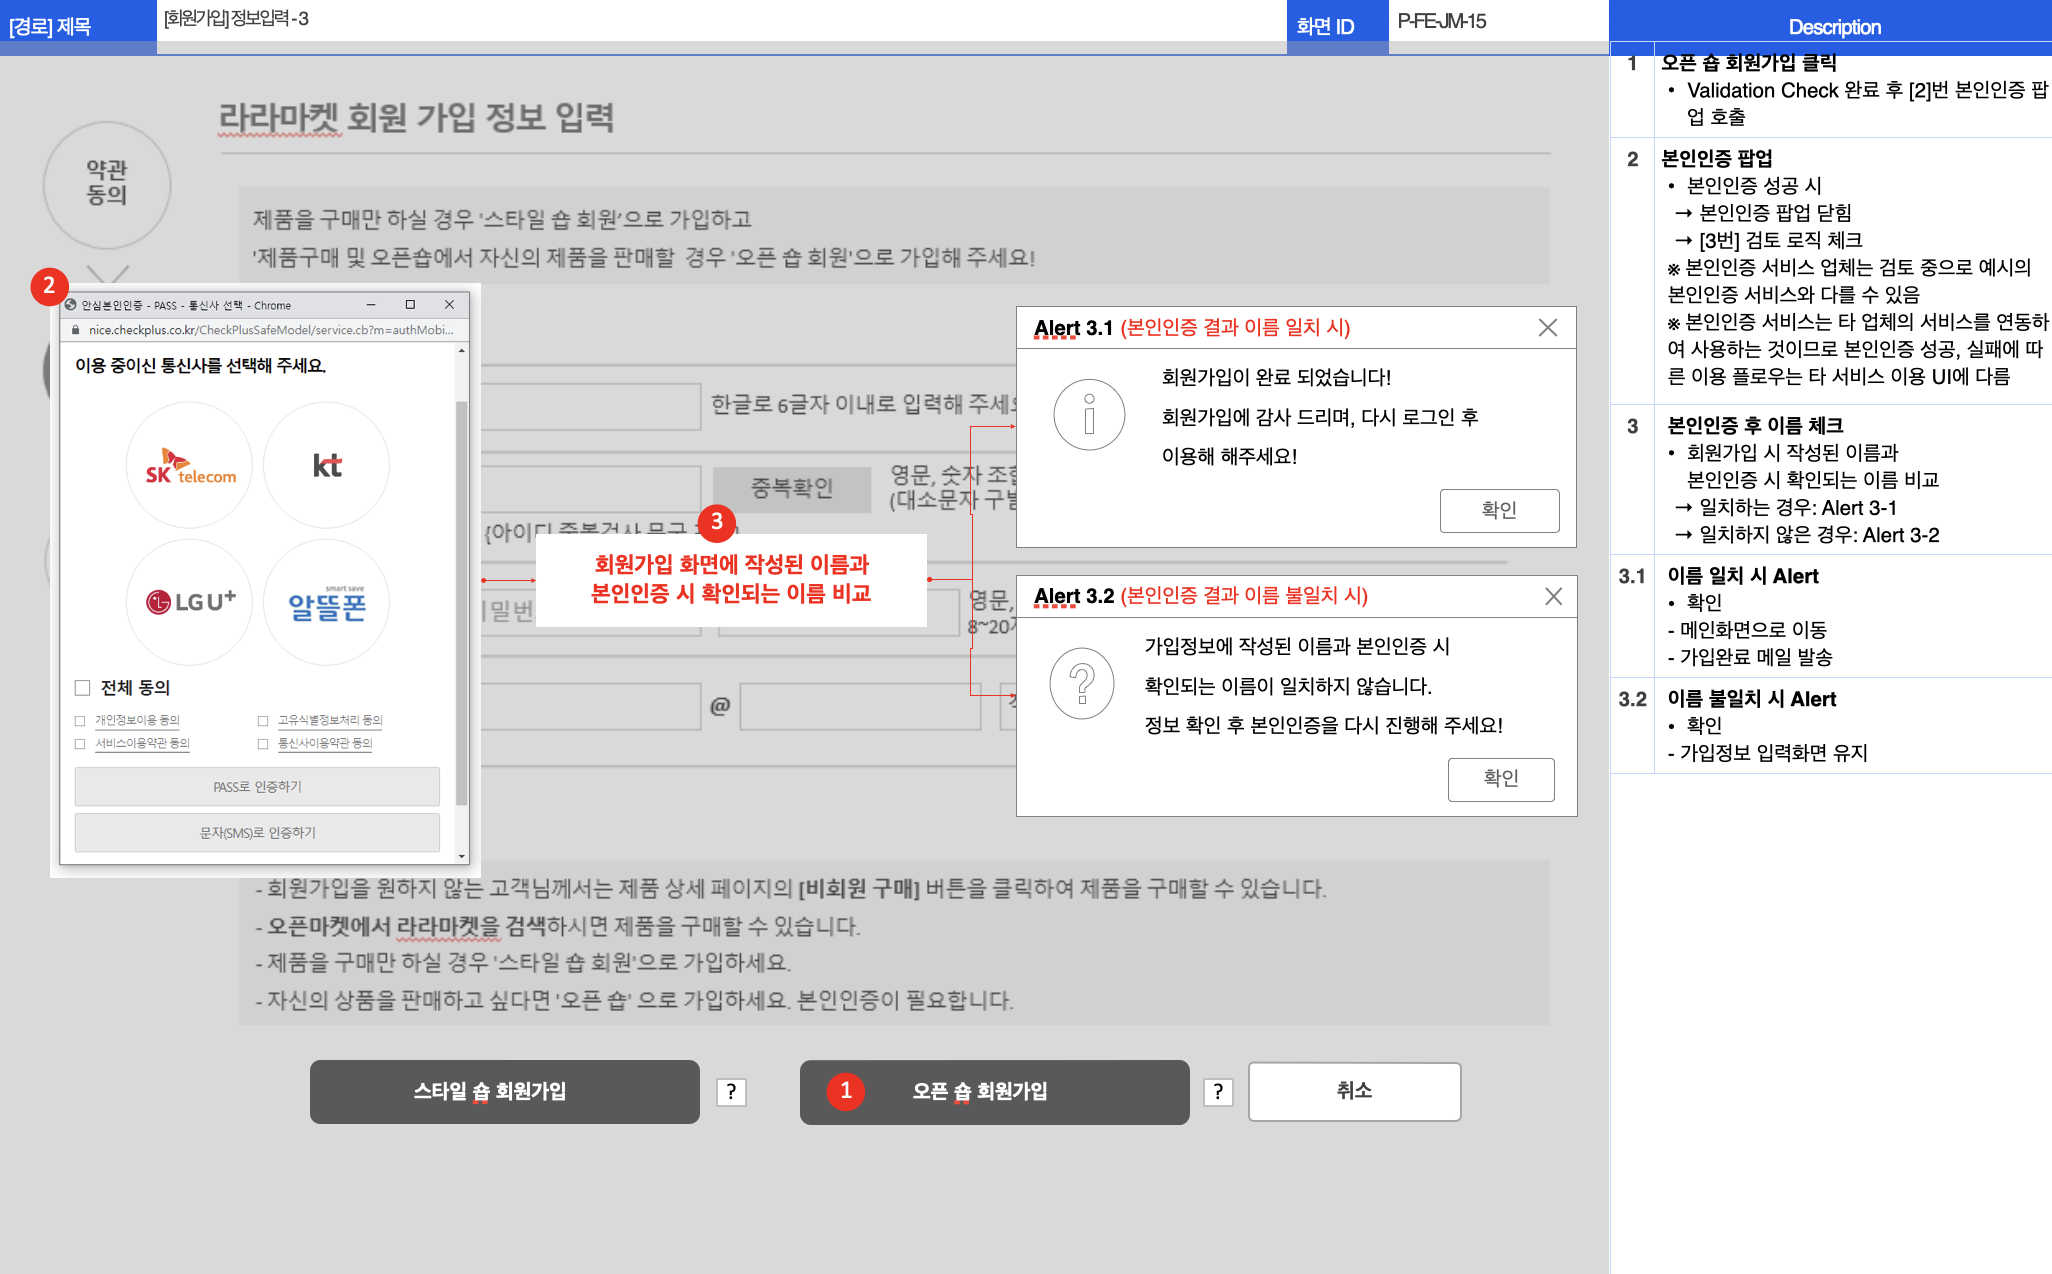 [경로] 제목
[회원가입] 정보입력 - 3
화면 ID
P-FE-JM-15
Description
라라마켓 회원 가입 정보 입력
약관
동의
제품을 구매만 하실 경우 '스타일 숍 회원'으로 가입하고
'제품구매 및 오픈숍에서 자신의 제품을 판매할 경우 '오픈 숍 회원'으로 가입해 주세요!
2
안심본인인증 - PASS - 통신사 선택 - Chrome
nice.checkplus.co.kr/CheckPlusSafeModel/service.cb?m=authMobi...
이용 중이신 통신사를 선택해 주세요.
SK telecom
kt
LG U+
smart save
알뜰폰
전체 동의
개인정보이용 동의
고유식별정보처리 동의
서비스이용약관 동의
통신사이용약관 동의
PASS로 인증하기
문자(SMS)로 인증하기
한글로 6글자 이내로 입력해 주세
중복확인
영문, 숫자 조
(대소문자 구
{아이디 중복검사 문구
3
회원가입 화면에 작성된 이름과
본인인증 시 확인되는 이름 비교
밀번
영문,
8~20
@
Alert 3.1 (본인인증 결과 이름 일치 시)
회원가입이 완료 되었습니다!
회원가입에 감사 드리며, 다시 로그인 후
이용해 해주세요!
확인
Alert 3.2 (본인인증 결과 이름 불일치 시)
가입정보에 작성된 이름과 본인인증 시
확인되는 이름이 일치하지 않습니다.
정보 확인 후 본인인증을 다시 진행해 주세요!
확인
- 회원가입을 원하지 않는 고객님께서는 제품 상세 페이지의 [비회원 구매] 버튼을 클릭하여 제품을 구매할 수 있습니다.
- 오픈마켓에서 라라마켓을 검색하시면 제품을 구매할 수 있습니다.
- 제품을 구매만 하실 경우 '스타일 숍 회원'으로 가입하세요.
- 자신의 상품을 판매하고 싶다면 '오픈 숍' 으로 가입하세요. 본인인증이 필요합니다.
스타일 숍 회원가입
?
1
오픈 숍 회원가입
?
취소
1 오픈 숍 회원가입 클릭
• Validation Check 완료 후 [2]번 본인인증 팝
업 호출
2 본인인증 팝업
• 본인인증 성공 시
→ 본인인증 팝업 닫힘
→ [3번] 검토 로직 체크
※ 본인인증 서비스 업체는 검토 중으로 예시의
본인인증 서비스와 다를 수 있음
※ 본인인증 서비스는 타 업체의 서비스를 연동하
여 사용하는 것이므로 본인인증 성공, 실패에 따
른 이용 플로우는 타 서비스 이용 UI에 다름
3 본인인증 후 이름 체크
• 회원가입 시 작성된 이름과
본인인증 시 확인되는 이름 비교
→ 일치하는 경우: Alert 3-1
→ 일치하지 않은 경우: Alert 3-2
3.1 이름 일치 시 Alert
• 확인
- 메인화면으로 이동
- 가입완료 메일 발송
3.2 이름 불일치 시 Alert
• 확인
- 가입정보 입력화면 유지